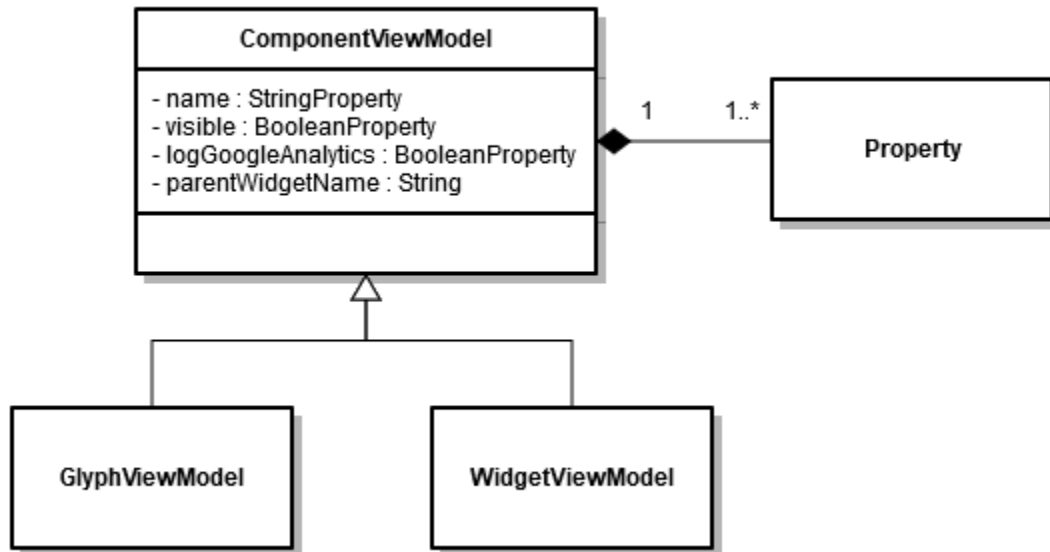 ComponentViewModel
- name : StringProperty
- visible : BooleanProperty
- logGoogleAnalytics : BooleanProperty
- parentWidgetName : String
1 1..*
Property
GlyphViewModel
WidgetViewModel